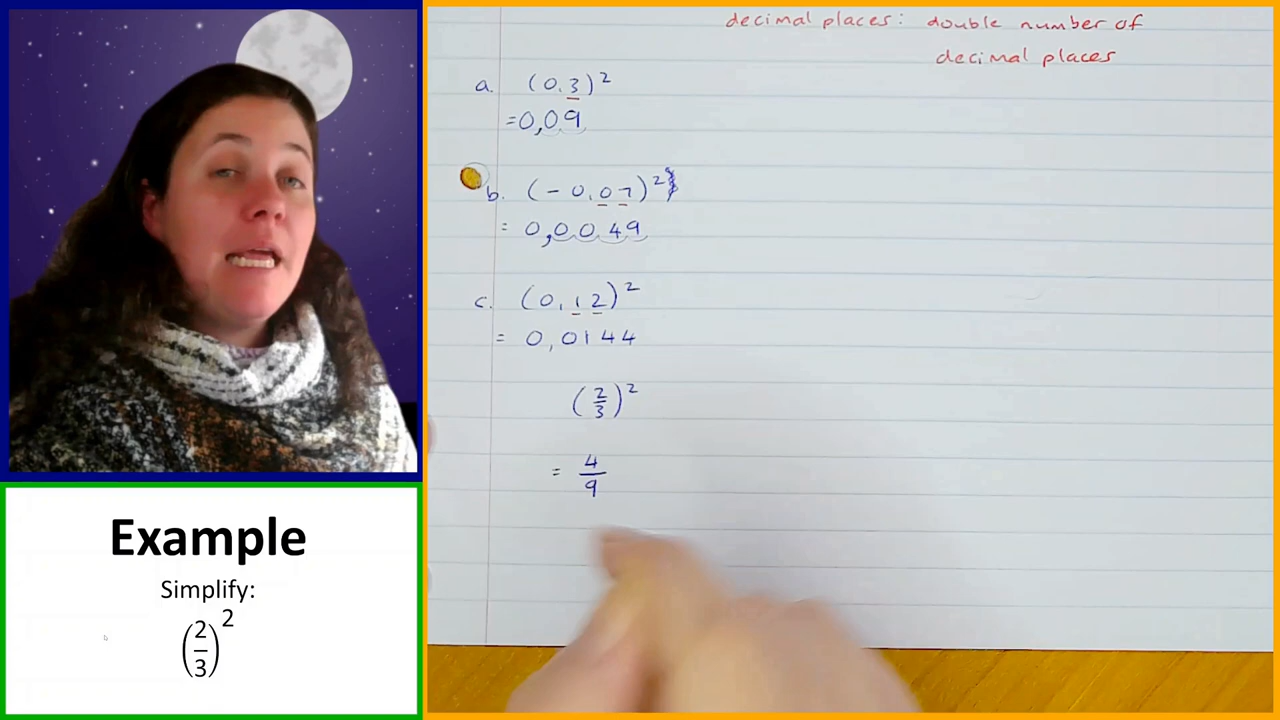 decimal places: double number of
decimal places
a. (0,3)²
=0,09
b. (-0,07)²
= 0,0049
c. (0,12)²
= 0,0144
(2/3)²
= 4/9
Example
Simplify:
(2/3)²